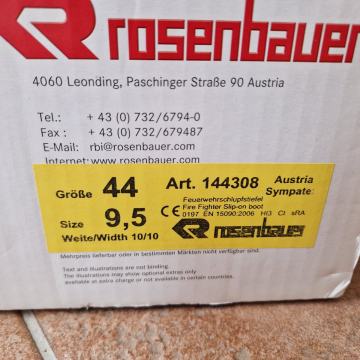 rosenbauer
4060 Leonding, Paschinger Straße 90 Austria
Tel.: + 43 (0) 732/6794-0
Fax : + 43 (0) 732/679487
E-Mail: rbi@rosenbauer.com
Internet: www.rosenbauer.com
Größe 44 Art. 144308 Austria
Sympate:
Feuerwehrschlupfstiefel
Fire Fighter Slip-on boot
Size 9,5 CE 0197 EN 15090:2006 HI3 CI sRA
Weite/Width 10/10 rosenbauer
Mehrpreis lieferbar oder in bestimmten Märkten nicht verfügbar sind.
Text and illustrations are not binding.
The illustrations may show optional extras only
available at extra charge or not available in certain countries.